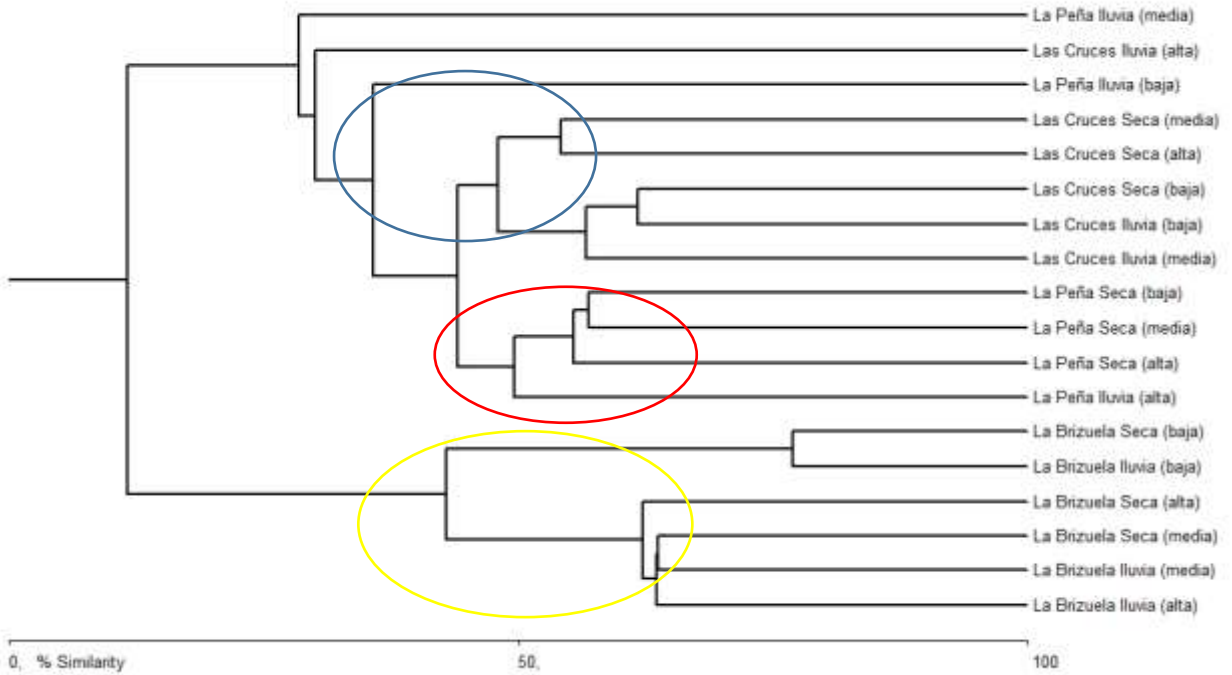 La Peña lluvia (media)
Las Cruces lluvia (alta)
La Peña lluvia (baja)
Las Cruces Seca (media)
Las Cruces Seca (alta)
Las Cruces Seca (baja)
Las Cruces lluvia (baja)
Las Cruces lluvia (media)
La Peña Seca (baja)
La Peña Seca (media)
La Peña Seca (alta)
La Peña lluvia (alta)
La Brizuela Seca (baja)
La Brizuela lluvia (baja)
La Brizuela Seca (alta)
La Brizuela Seca (media)
La Brizuela lluvia (media)
La Brizuela lluvia (alta)
0, % Similarity 50, 100